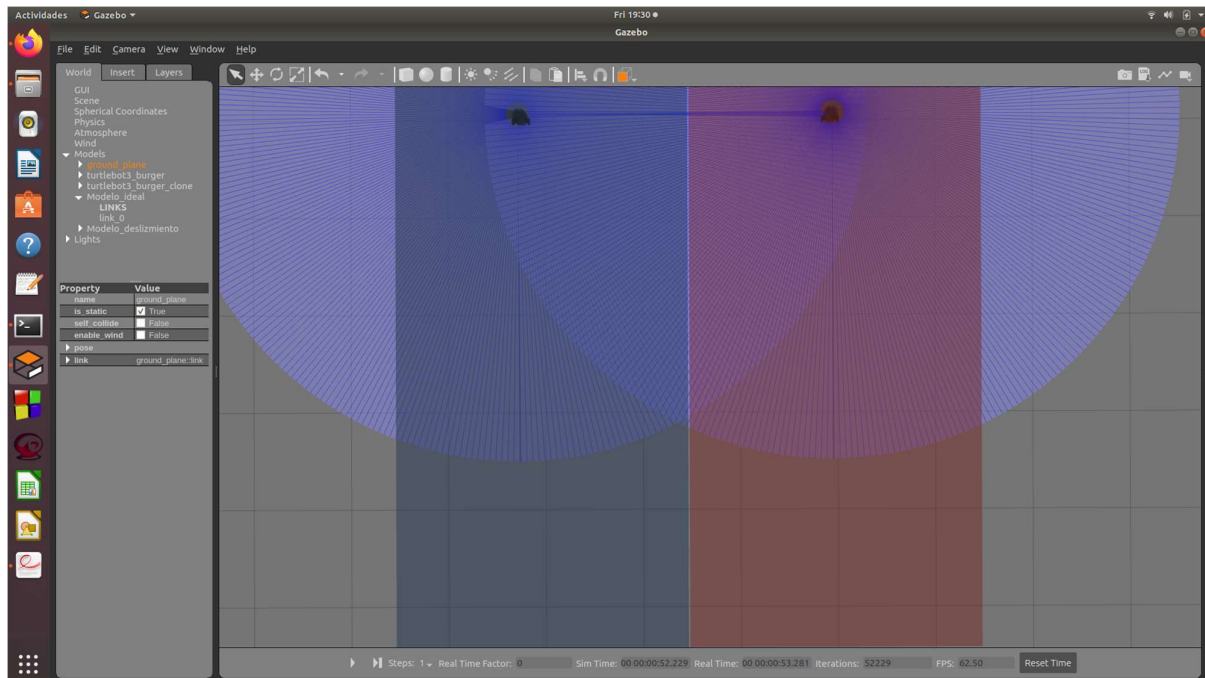 Actividades Gazebo Fri 19:30
Gazebo
File Edit Camera View Window Help
World Insert Layers
GUI
Scene
Spherical Coordinates
Physics
Atmosphere
Wind
Models
ground_plane
turtlebot3_burger
turtlebot3_burger_clone
Modelo_ideal
LINKS
link_0
Modelo_deslizmiento
Lights
Property Value
name ground_plane
is_static True
self_collide False
enable_wind False
pose
link ground_plane::link
Steps: 1 Real Time Factor: 0 Sim Time: 00 00:00:52.229 Real Time: 00 00:00:53.281 Iterations: 52229 FPS: 62.50 Reset Time